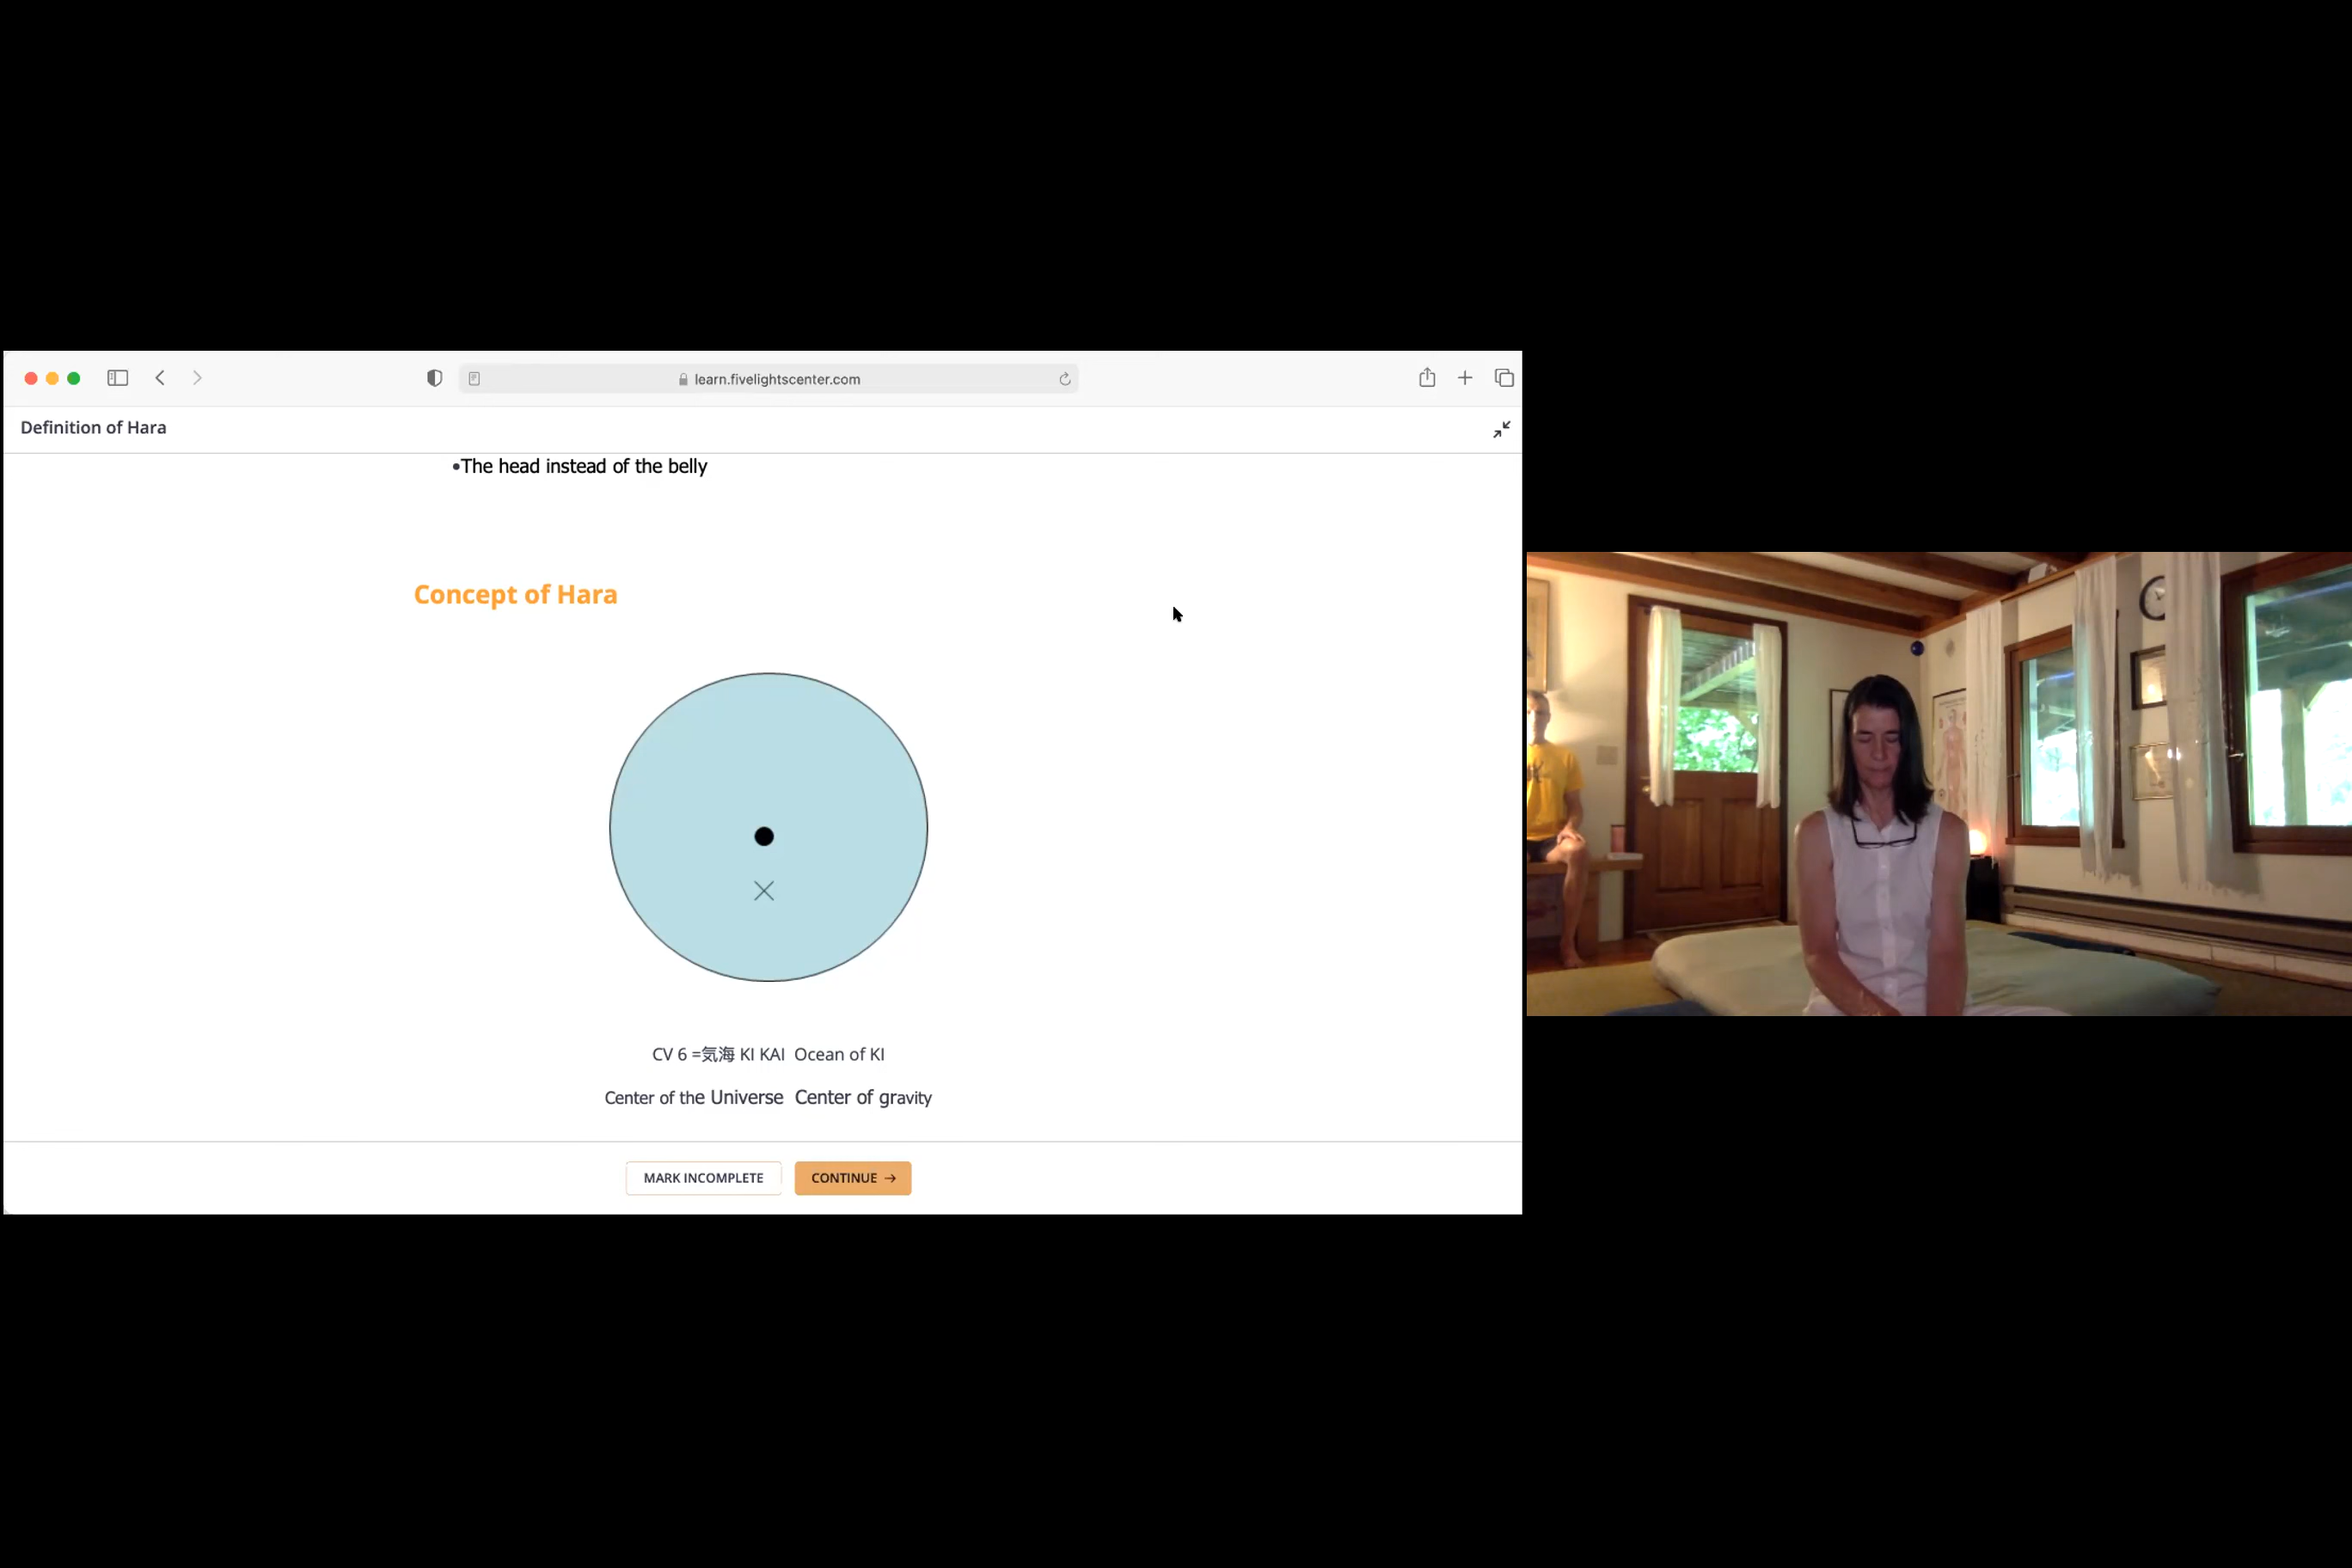 learn.fivelightscenter.com
Definition of Hara
•The head instead of the belly
Concept of Hara
CV 6 =気海 KI KAI Ocean of KI
Center of the Universe Center of gravity
MARK INCOMPLETE
CONTINUE →